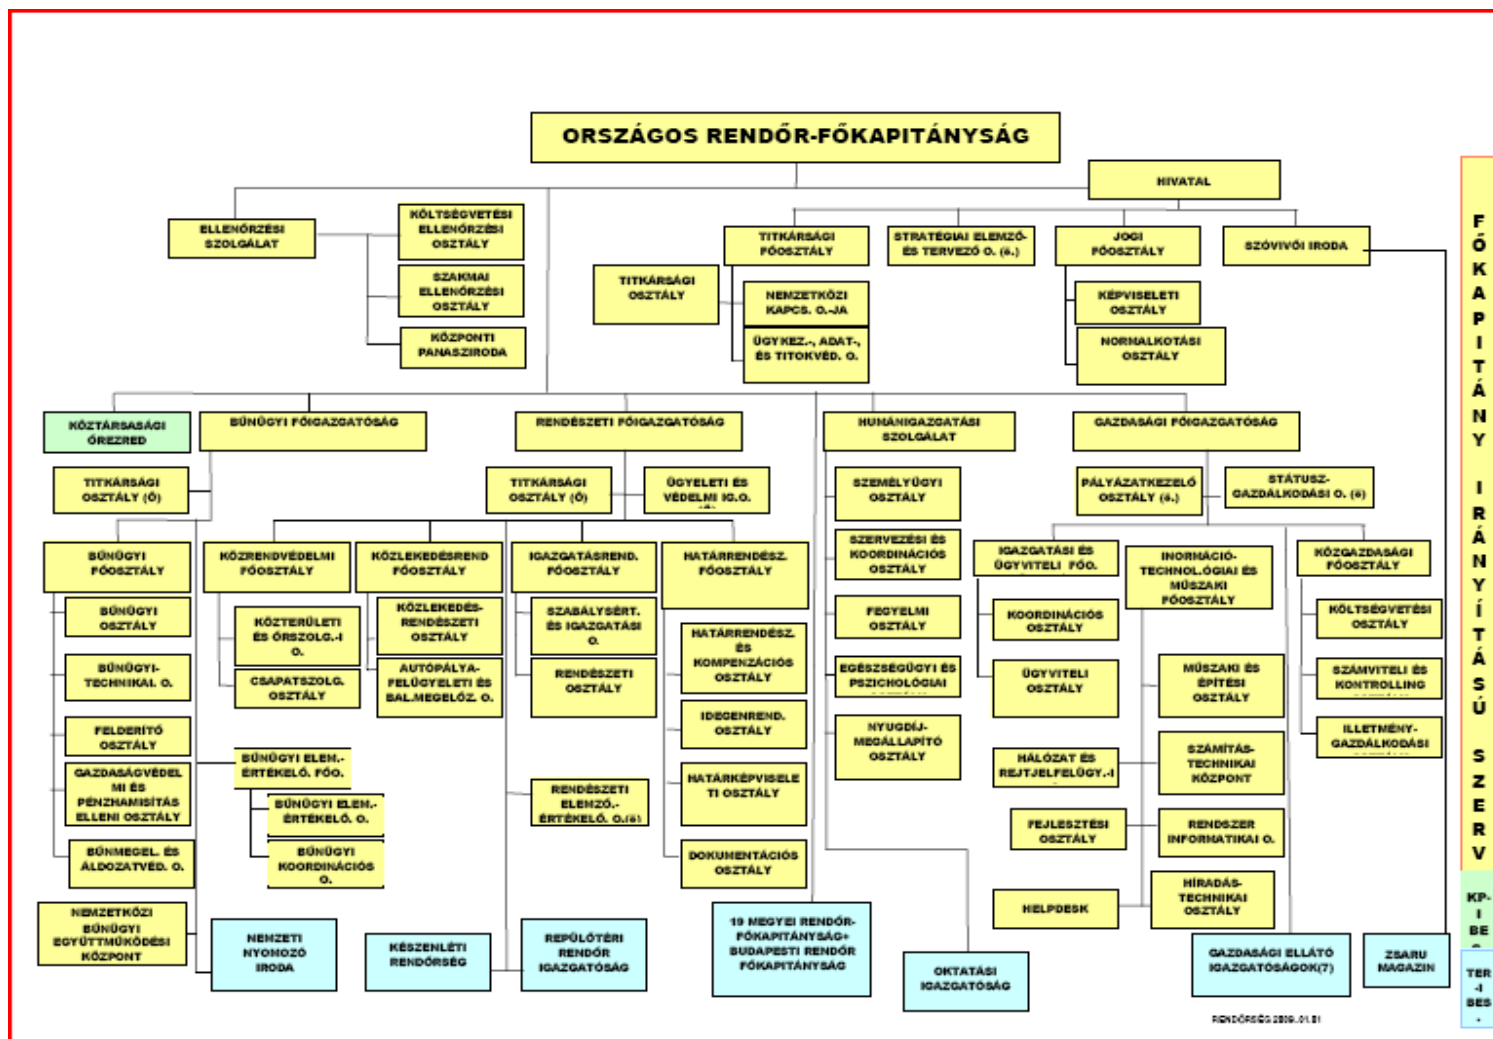 ORSZÁGOS RENDŐR-FŐKAPITÁNYSÁG
HIVATAL
ELLENŐRZÉSI
SZOLGÁLAT
KÖLTSÉGVETÉSI
ELLENŐRZÉSI
OSZTÁLY
SZAKMAI
ELLENŐRZÉSI
OSZTÁLY
KÖZPONTI
PANASZIRODA
TITKÁRSÁGI
FŐOSZTÁLY
STRATÉGIAI ELEMZŐ-
ÉS TERVEZŐ O. (ö.)
JOGI
FŐOSZTÁLY
SZÓVIVŐI IRODA
TITKÁRSÁGI
OSZTÁLY
NEMZETKÖZI
KAPCS. O.-JA
ÜGYKEZ.-, ADAT-,
ÉS TITOKVÉD. O.
KÉPVISELETI
OSZTÁLY
NORMALKOTÁSI
OSZTÁLY
KÖZTÁRSASÁGI
ŐREZRED
BŰNÜGYI FŐIGAZGATÓSÁG
RENDÉSZETI FŐIGAZGATÓSÁG
HUMÁNIGAZGATÁSI
SZOLGÁLAT
GAZDASÁGI FŐIGAZGATÓSÁG
TITKÁRSÁGI
OSZTÁLY (Ö)
TITKÁRSÁGI
OSZTÁLY (Ö)
ÜGYELETI ÉS
VÉDELMI IG.O.
SZEMÉLYÜGYI
OSZTÁLY
PÁLYÁZATKEZELŐ
OSZTÁLY (ö.)
STÁTUSZ-
GAZDÁLKODÁSI O. (ö)
BŰNÜGYI
FŐOSZTÁLY
KÖZRENDVÉDELMI
FŐOSZTÁLY
KÖZLEKEDÉSREND
FŐOSZTÁLY
IGAZGATÁSREND.
FŐOSZTÁLY
HATÁRRENDÉSZ.
FŐOSZTÁLY
SZERVEZÉSI ÉS
KOORDINÁCIÓS
OSZTÁLY
IGAZGATÁSI ÉS
ÜGYVITELI FŐO.
INORMÁCIÓ-
TECHNOLÓGIAI ÉS
MŰSZAKI
FŐOSZTÁLY
KÖZGAZDASÁGI
FŐOSZTÁLY
BŰNÜGYI
OSZTÁLY
KÖZTERÜLETI
ÉS ŐRSZOLG.-I
O.
KÖZLEKEDÉS-
RENDÉSZETI
OSZTÁLY
SZABÁLYSÉRT.
ÉS IGAZGATÁSI
O.
HATÁRRENDÉSZ.
ÉS
KOMPENZÁCIÓS
OSZTÁLY
FEGYELMI
OSZTÁLY
KOORDINÁCIÓS
OSZTÁLY
KÖLTSÉGVETÉSI
OSZTÁLY
BŰNÜGYI-
TECHNIKAI. O.
CSAPATSZOLG.
OSZTÁLY
AUTÓPÁLYA-
FELÜGYELETI ÉS
BAL.MEGELŐZ. O.
RENDÉSZETI
OSZTÁLY
EGÉSZSÉGÜGYI ÉS
PSZICHOLÓGIAI
ÜGYVITELI
OSZTÁLY
MŰSZAKI ÉS
ÉPÍTÉSI
OSZTÁLY
SZÁMVITELI ÉS
KONTROLLING
FELDERÍTŐ
OSZTÁLY
IDEGENREND.
OSZTÁLY
NYUGDÍJ-
MEGÁLLAPÍTÓ
OSZTÁLY
ILLETMÉNY-
GAZDÁLKODÁSI
GAZDASÁGVÉDEL
MI ÉS
PÉNZHAMISÍTÁS
ELLENI OSZTÁLY
BŰNÜGYI ELEM.-
ÉRTÉKELŐ. FŐO.
HATÁRKÉPVISELE
TI OSZTÁLY
HÁLÓZAT ÉS
REJTJELFELÜGY.-I
SZÁMÍTÁS-
TECHNIKAI
KÖZPONT
BŰNÜGYI ELEM.-
ÉRTÉKELŐ. O.
RENDÉSZETI
ELEMZŐ.-
ÉRTÉKELŐ. O.(ö)
FEJLESZTÉSI
OSZTÁLY
RENDSZER
INFORMATIKAI O.
BŰNMEGEL. ÉS
ÁLDOZATVÉD. O.
BŰNÜGYI
KOORDINÁCIÓS
O.
DOKUMENTÁCIÓS
OSZTÁLY
HELPDESK
HÍRADÁS-
TECHNIKAI
OSZTÁLY
NEMZETKÖZI
BŰNÜGYI
EGYÜTTMŰKÖDÉSI
KÖZPONT
NEMZETI
NYOMOZÓ
IRODA
KÉSZENLÉTI
RENDŐRSÉG
REPÜLŐTÉRI
RENDŐR
IGAZGATÓSÁG
19 MEGYEI RENDŐR-
FŐKAPITÁNYSÁG+
BUDAPESTI RENDŐR
FŐKAPITÁNYSÁG
OKTATÁSI
IGAZGATÓSÁG
GAZDASÁGI ELLÁTÓ
IGAZGATÓSÁGOK(7)
ZSARU
MAGAZIN
RENDŐRSÉG 2009.01.01
FŐKAPITÁNY IRÁNYÍTÁSÚ SZERV
KP-
I
BE
TER
-I
BES
.